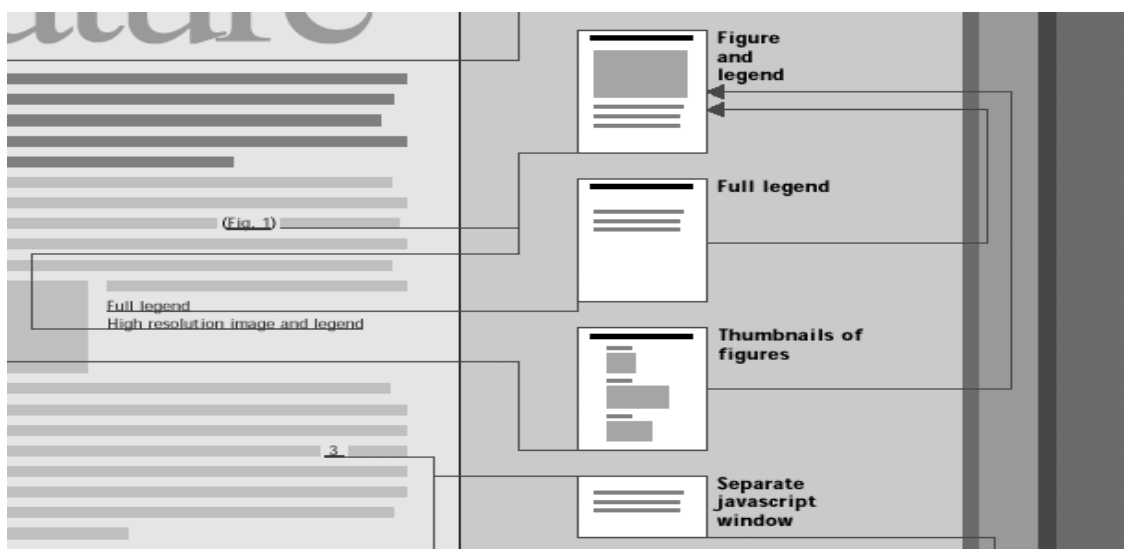 Figure
and
legend
Full legend
(Fig. 1)
Full legend
High resolution image and legend
Thumbnails of
figures
3
Separate
javascript
window